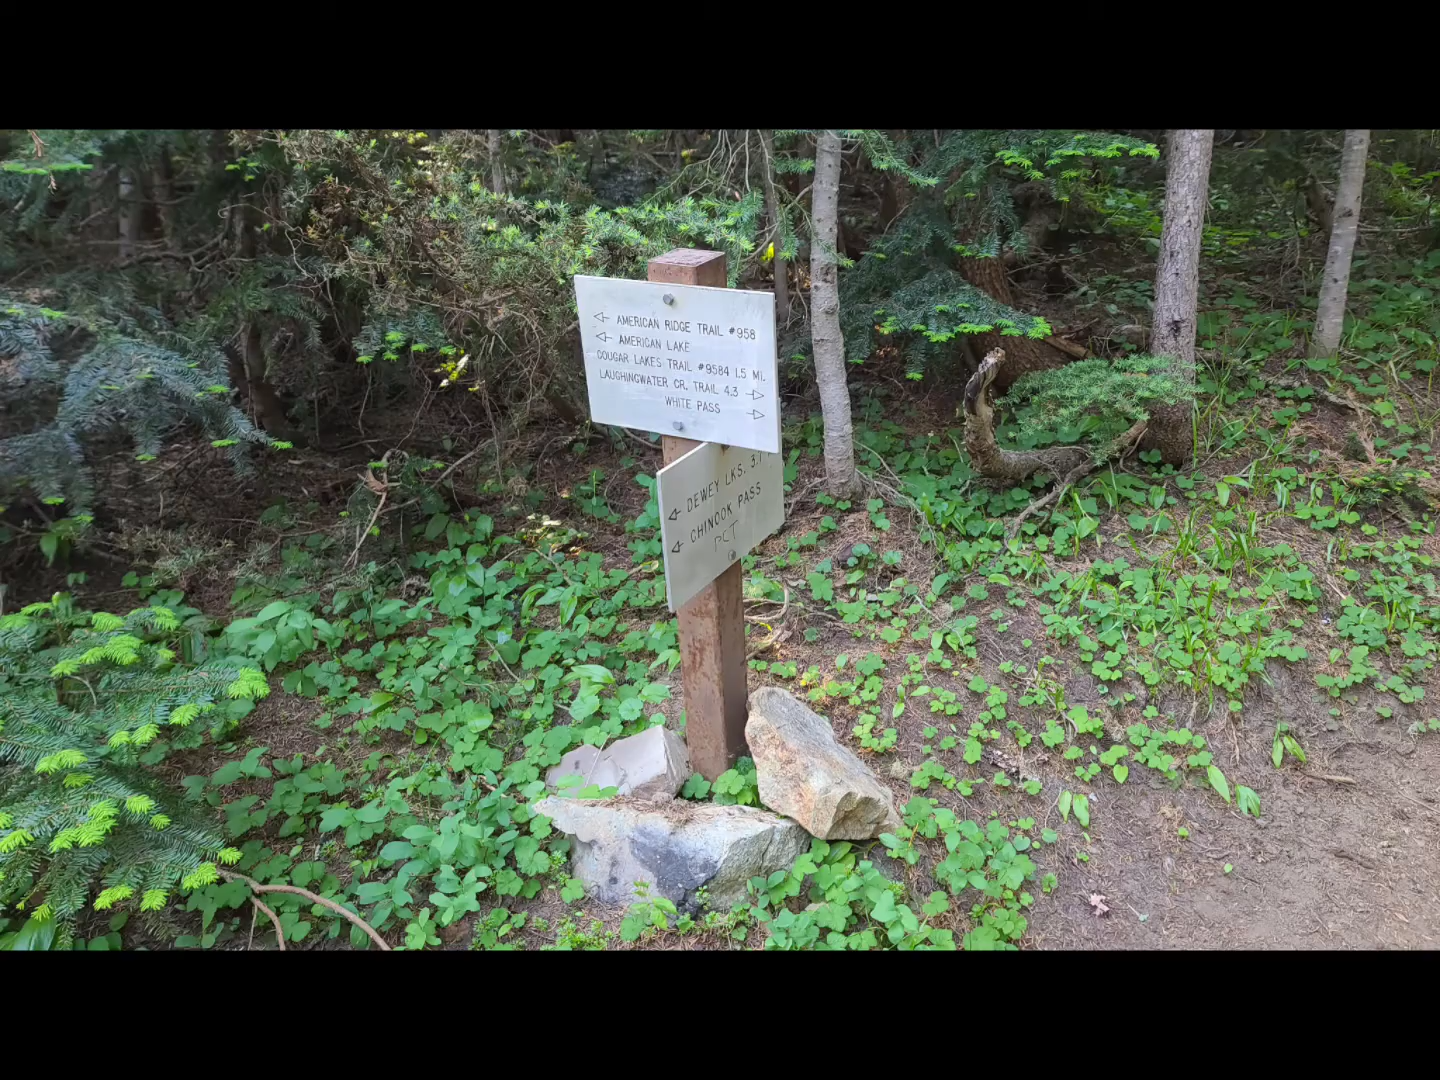 AMERICAN RIDGE TRAIL #958
AMERICAN LAKE
COUGAR LAKES TRAIL #9584 1.5 MI.
LAUGHINGWATER CR. TRAIL 4.3
WHITE PASS
DEWEY LKS. 3.1
CHINOOK PASS
PCT